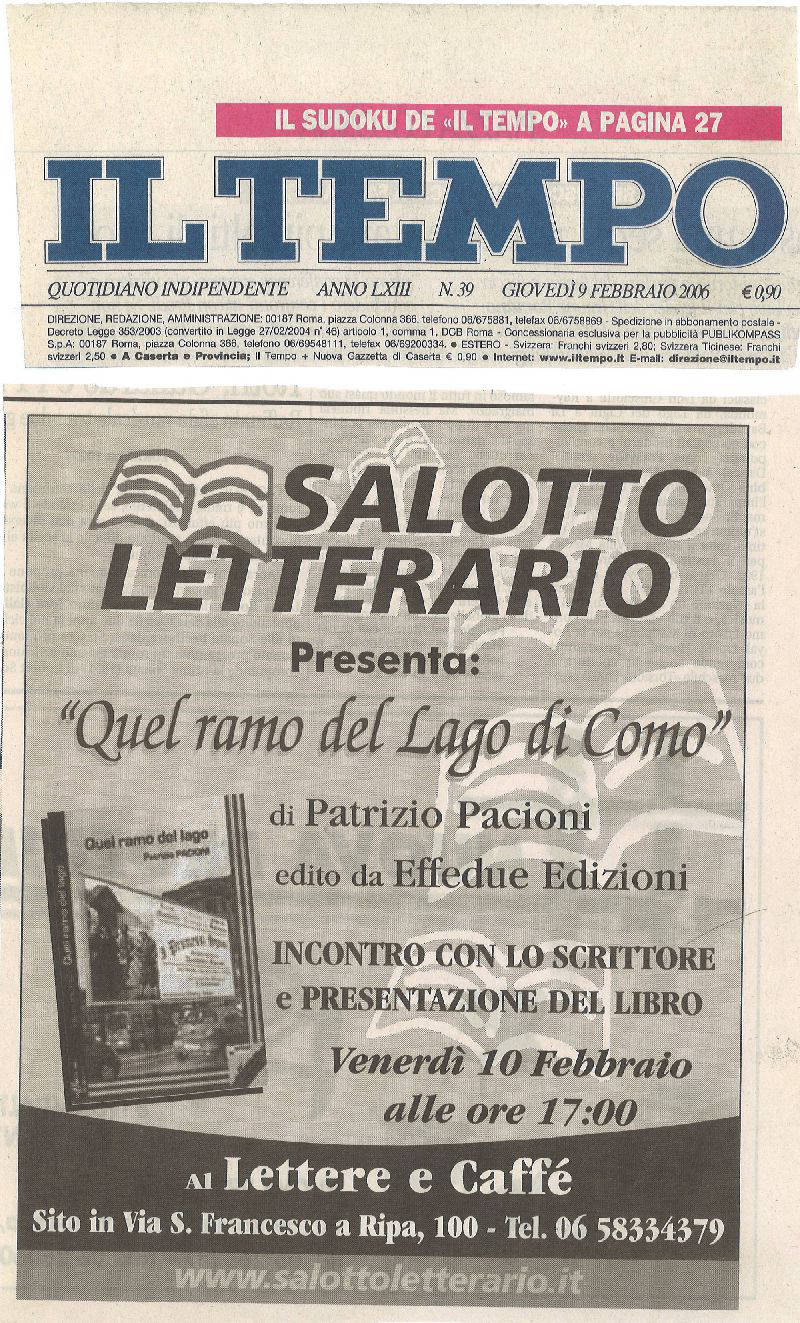 IL SUDOKU DE «IL TEMPO» A PAGINA 27
IL TEMPO
QUOTIDIANO INDIPENDENTE ANNO LXIII N. 39 GIOVEDÌ 9 FEBBRAIO 2006 € 0,90
DIREZIONE, REDAZIONE, AMMINISTRAZIONE: 00187 Roma, piazza Colonna 366, telefono 06/675881, telefax 06/6758869 - Spedizione in abbonamento postale -
Decreto Legge 353/2003 (convertito in Legge 27/02/2004 n° 46) articolo 1, comma 1, DGB Roma - Concessionaria esclusiva per la pubblicità PUBLIKOMPASS
S.p.A: 00187 Roma, piazza Colonna 366, telefono 06/69548111, telefax 06/69200334. ● ESTERO - Svizzera: Franchi svizzeri 2,80; Svizzera Ticinese: Franchi
svizzeri 2,50 ● A Caserta e Provincia; Il Tempo + Nuova Gazzetta di Caserta € 0,90 ● Internet: www.iltempo.it E-mail: direzione@iltempo.it
SALOTTO
LETTERARIO
Presenta:
"Quel ramo del Lago di Como"
di Patrizio Pacioni
edito da Effedue Edizioni
Quel ramo del lago
Patrizio PACIONI
Quel ramo del lago
INCONTRO CON LO SCRITTORE
e PRESENTAZIONE DEL LIBRO
Venerdì 10 Febbraio
alle ore 17:00
Al Lettere e Caffé
Sito in Via S. Francesco a Ripa, 100 - Tel. 06 58334379
www.salottoletterario.it